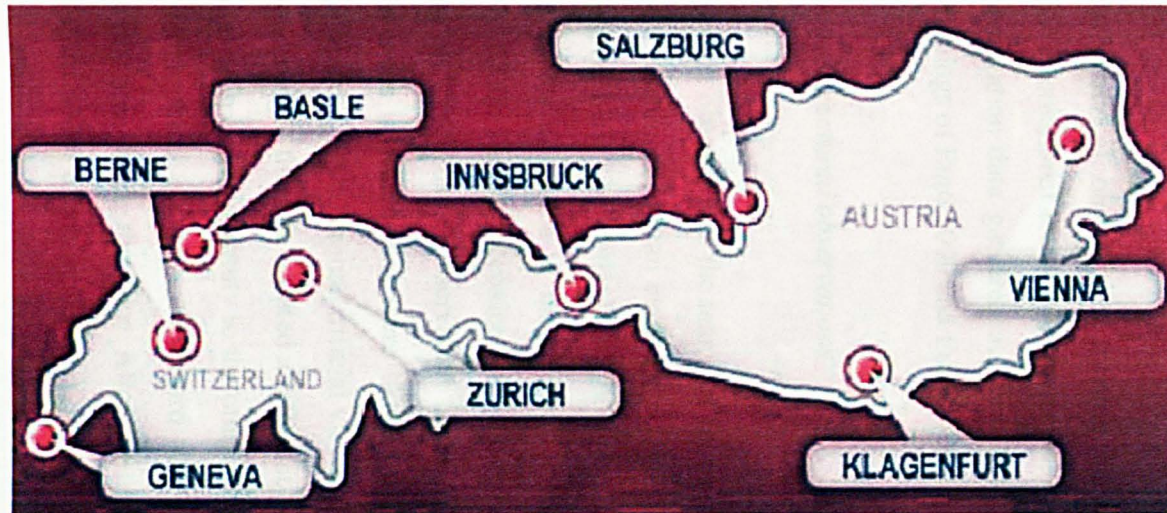 SALZBURG
BASLE
BERNE
INNSBRUCK
AUSTRIA
VIENNA
SWITZERLAND
ZURICH
GENEVA
KLAGENFURT